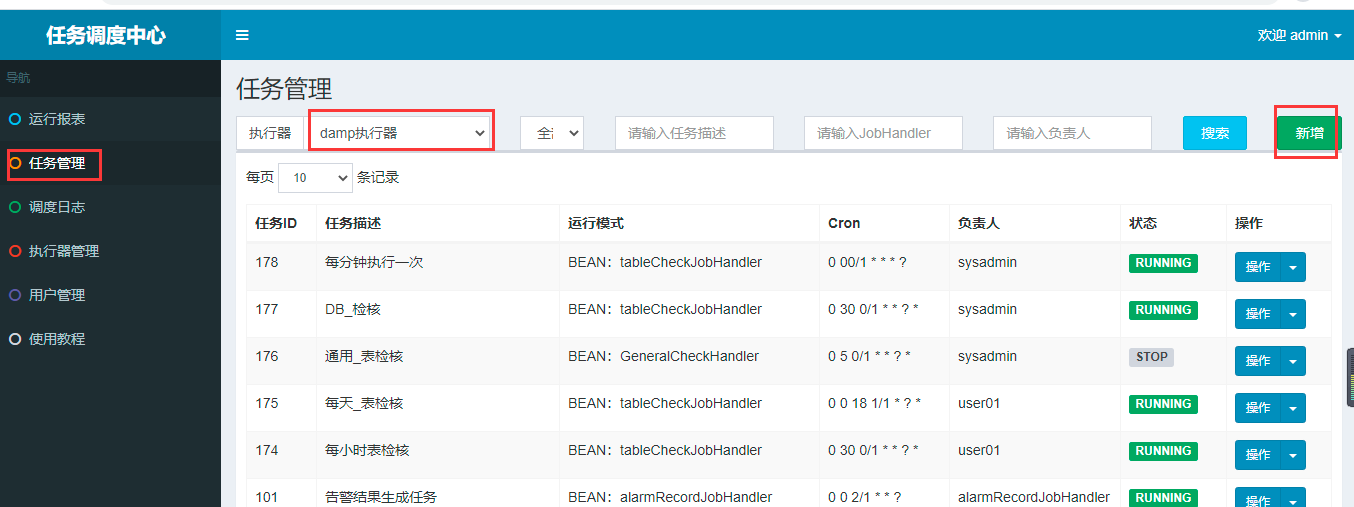 任务调度中心
欢迎 admin
导航
运行报表
任务管理
调度日志
执行器管理
用户管理
使用教程
任务管理
执行器 damp执行器 请输入任务描述 请输入JobHandler 请输入负责人 搜索 新增
每页 10 条记录
任务ID 任务描述 运行模式 Cron 负责人 状态 操作
178 每分钟执行一次 BEAN：tableCheckJobHandler 0 00/1 * * * ? sysadmin RUNNING 操作
177 DB_检核 BEAN：tableCheckJobHandler 0 30 0/1 * * ? * sysadmin RUNNING 操作
176 通用_表检核 BEAN：GeneralCheckHandler 0 5 0/1 * * ? * sysadmin STOP 操作
175 每天_表检核 BEAN：tableCheckJobHandler 0 0 18 1/1 * ? * user01 RUNNING 操作
174 每小时表检核 BEAN：tableCheckJobHandler 0 30 0/1 * * ? * user01 RUNNING 操作
101 告警结果生成任务 BEAN：alarmRecordJobHandler 0 0 2/1 * * ? alarmRecordJobHandler RUNNING 操作